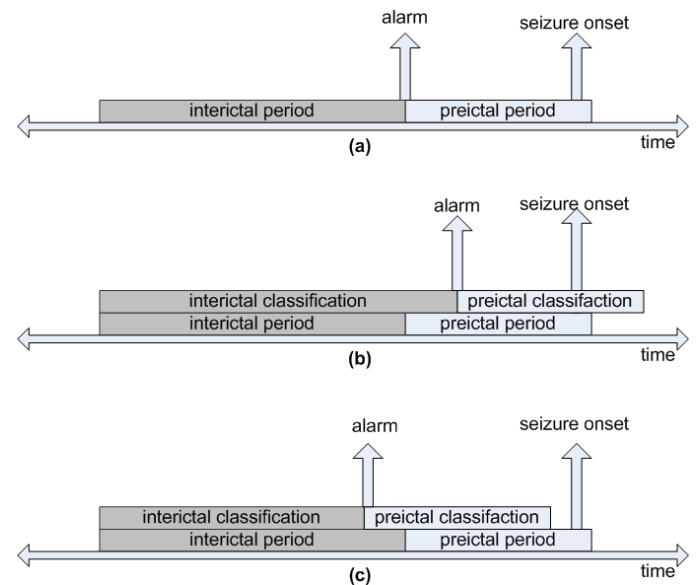 alarm
seizure onset
interictal period
preictal period
time
(a)
alarm
seizure onset
interictal classification
preictal classifaction
interictal period
preictal period
time
(b)
alarm
seizure onset
interictal classification
preictal classifaction
interictal period
preictal period
time
(c)